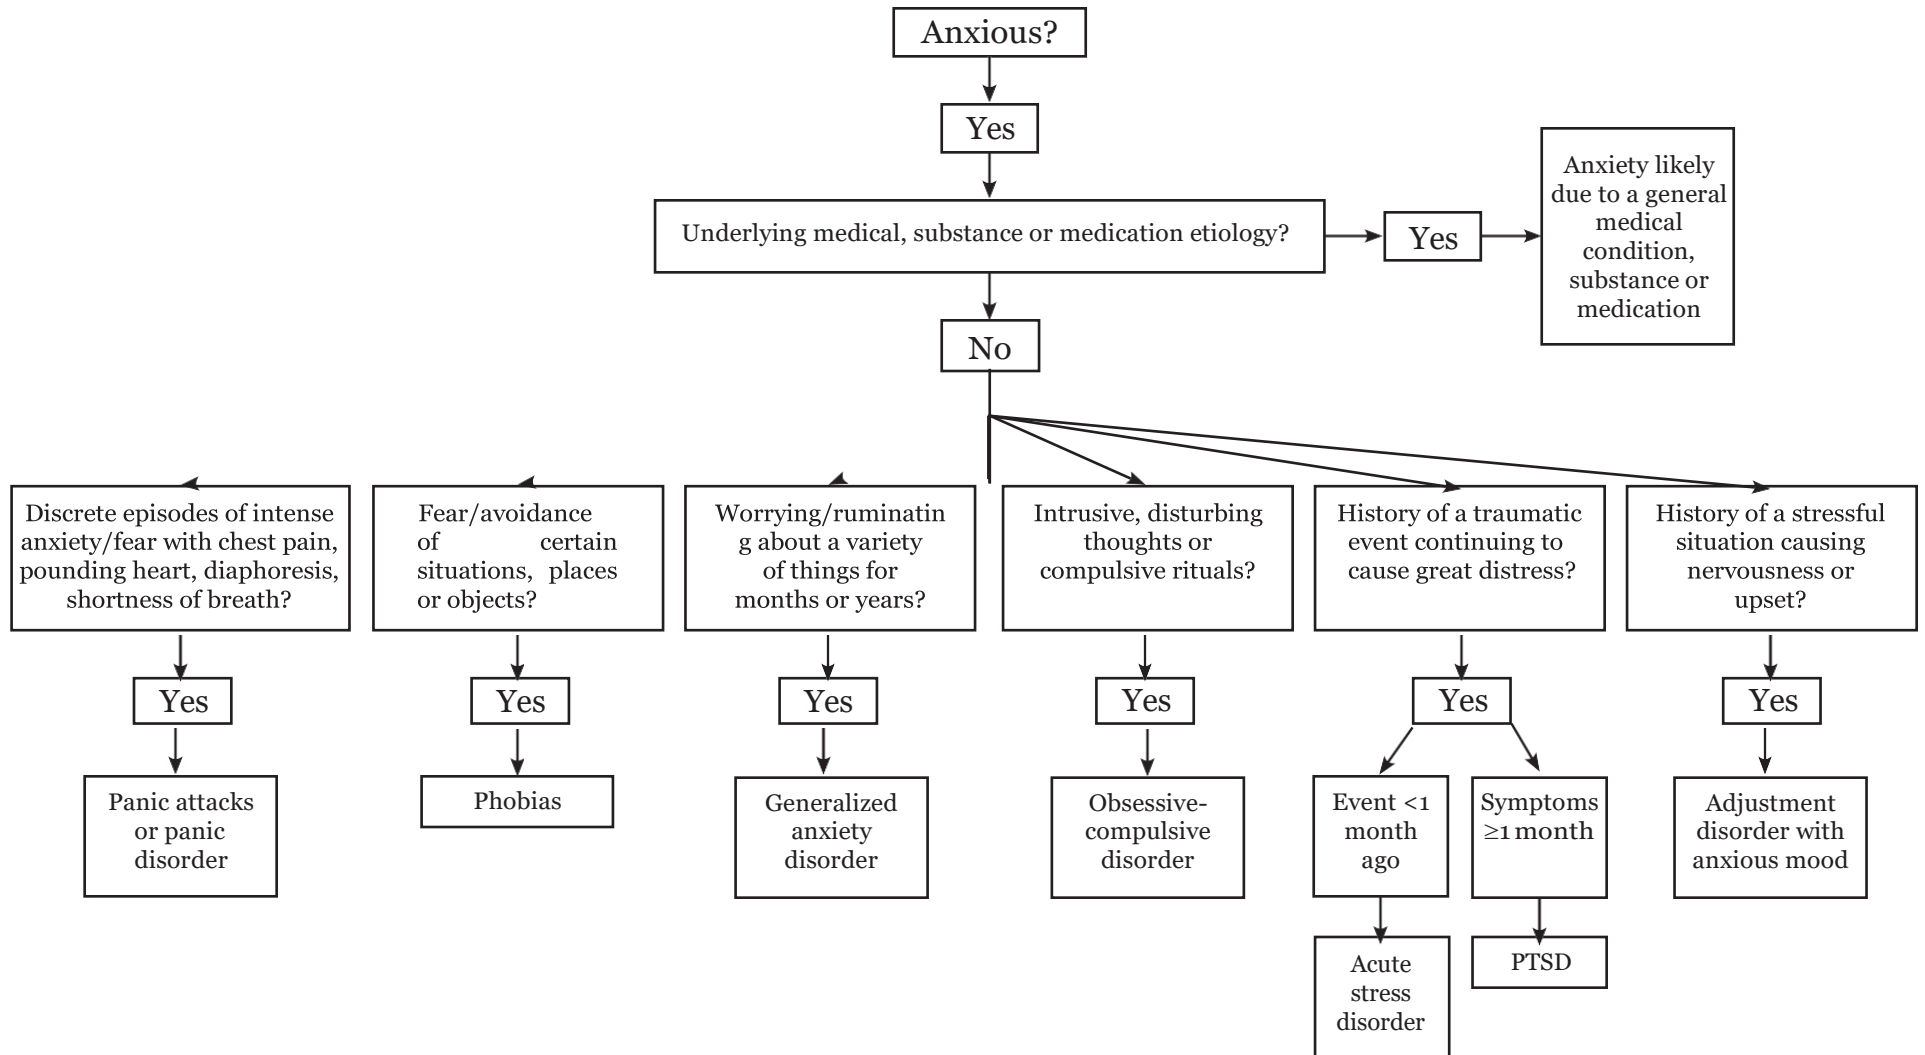 Anxious?
Yes
Underlying medical, substance or medication etiology?
Yes
Anxiety likely
due to a general
medical
condition,
substance or
medication
No
Discrete episodes of intense
anxiety/fear with chest pain,
pounding heart, diaphoresis,
shortness of breath?
Fear/avoidance
of certain
situations, places
or objects?
Worrying/ruminatin
g about a variety
of things for
months or years?
Intrusive, disturbing
thoughts or
compulsive rituals?
History of a traumatic
event continuing to
cause great distress?
History of a stressful
situation causing
nervousness or
upset?
Yes
Yes
Yes
Yes
Yes
Yes
Panic attacks
or panic
disorder
Phobias
Generalized
anxiety
disorder
Obsessive-
compulsive
disorder
Event <1
month
ago
Symptoms
≥1 month
Adjustment
disorder with
anxious mood
Acute
stress
disorder
PTSD